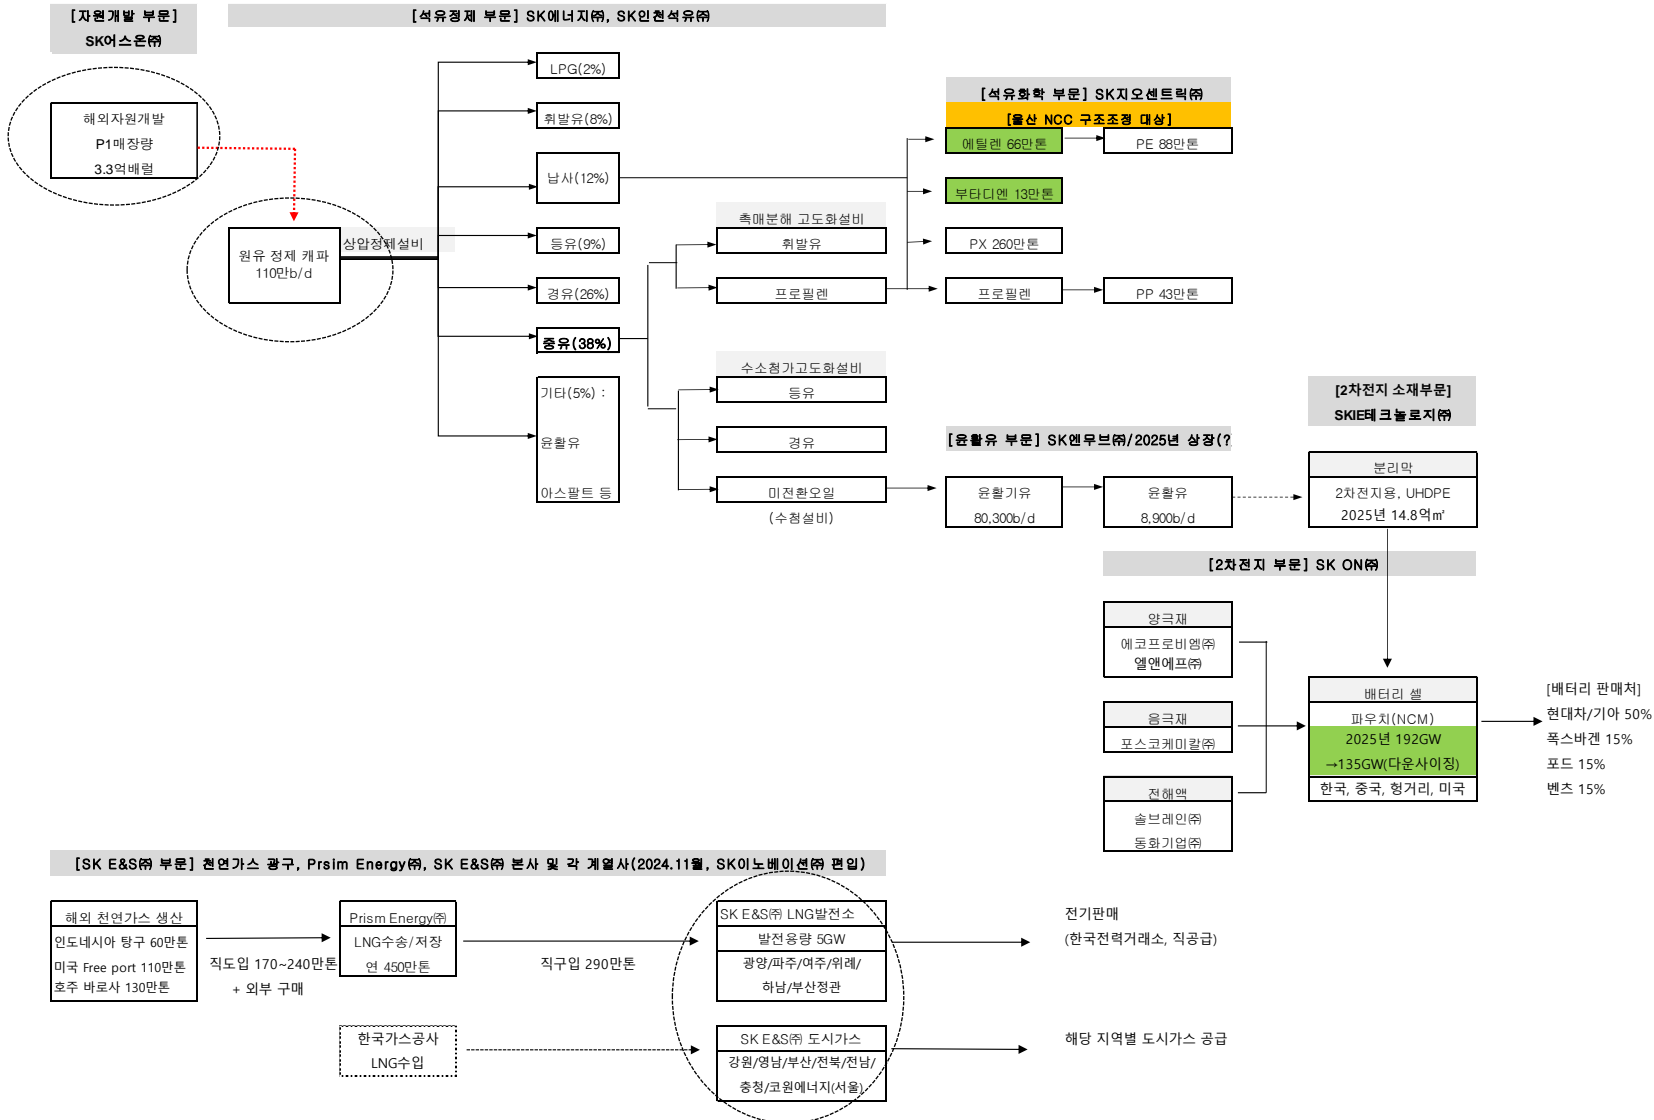 [자원개발 부문]
SK어스온㈜
[석유정제 부문] SK에너지㈜, SK인천석유㈜
해외자원개발
P1매장량
3.3억배럴
원유 정제 캐파
110만b/d
상압정제설비
LPG(2%)
휘발유(8%)
납사(12%)
등유(9%)
경유(26%)
중유(38%)
기타(5%) :
윤활유
아스팔트 등
촉매분해 고도화설비
휘발유
프로필렌
수소첨가고도화설비
등유
경유
미전환오일
(수첨설비)
[석유화학 부문] SK지오센트릭㈜
[울산 NCC 구조조정 대상]
에틸렌 66만톤
PE 88만톤
부타디엔 13만톤
PX 260만톤
프로필렌
PP 43만톤
[윤활유 부문] SK엔무브㈜/2025년 상장(?
윤활기유
80,300b/d
윤활유
8,900b/d
[2차전지 소재부문]
SKIE테크놀로지㈜
분리막
2차전지용, UHDPE
2025년 14.8억㎡
[2차전지 부문] SK ON㈜
양극재
에코프로비엠㈜
엘앤에프㈜
음극재
포스코케미칼㈜
전해액
솔브레인㈜
동화기업㈜
배터리 셀
파우치(NCM)
2025년 192GW
→135GW(다운사이징)
한국, 중국, 헝거리, 미국
[배터리 판매처]
현대차/기아 50%
폭스바겐 15%
포드 15%
벤츠 15%
[SK E&S㈜ 부문] 천연가스 광구, Prsim Energy㈜, SK E&S㈜ 본사 및 각 계열사(2024.11월, SK이노베이션㈜ 편입)
해외 천연가스 생산
인도네시아 탕구 60만톤
미국 Free port 110만톤
호주 바로사 130만톤
직도입 170~240만톤
+ 외부 구매
Prism Energy㈜
LNG수송/저장
연 450만톤
직구입 290만톤
SK E&S㈜ LNG발전소
발전용량 5GW
광양/파주/여주/위례/
하남/부산정관
전기판매
(한국전력거래소, 직공급)
한국가스공사
LNG수입
SK E&S㈜ 도시가스
강원/영남/부산/전북/전남/
충청/코원에너지(서울)
해당 지역별 도시가스 공급